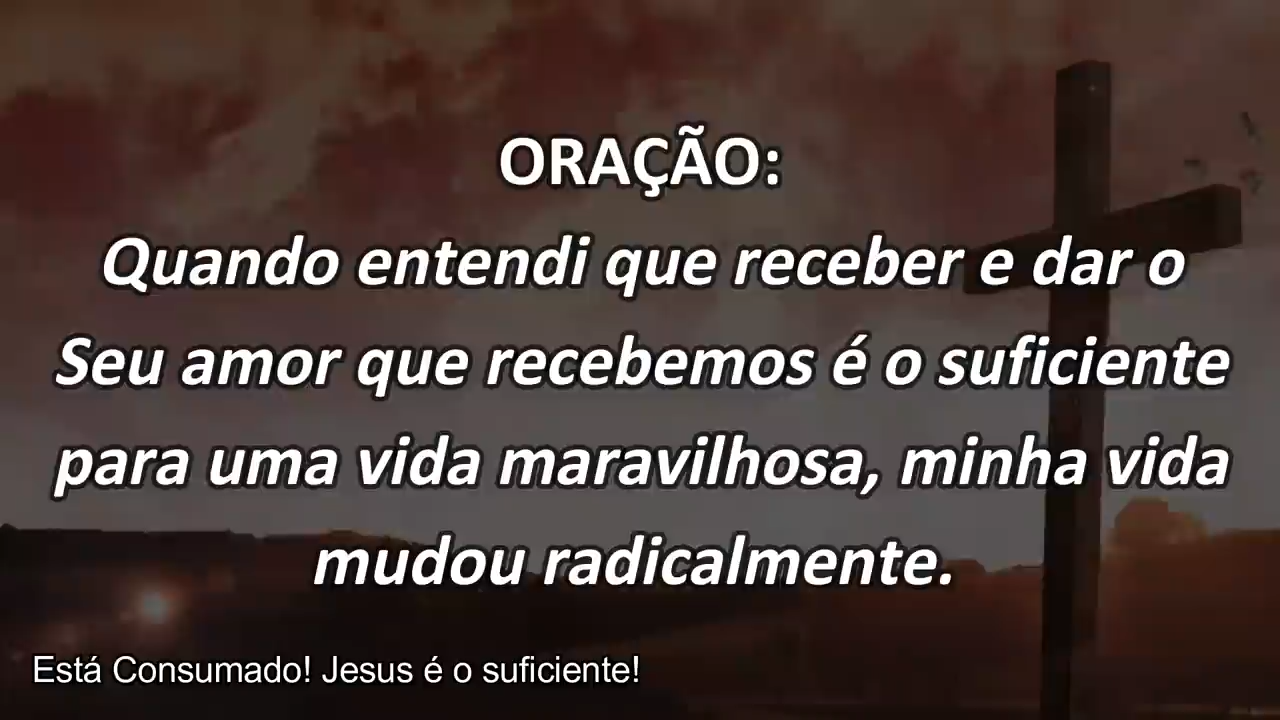 ORAÇÃO:
Quando entendi que receber e dar o
Seu amor que recebemos é o suficiente
para uma vida maravilhosa, minha vida
mudou radicalmente.
Está Consumado! Jesus é o suficiente!